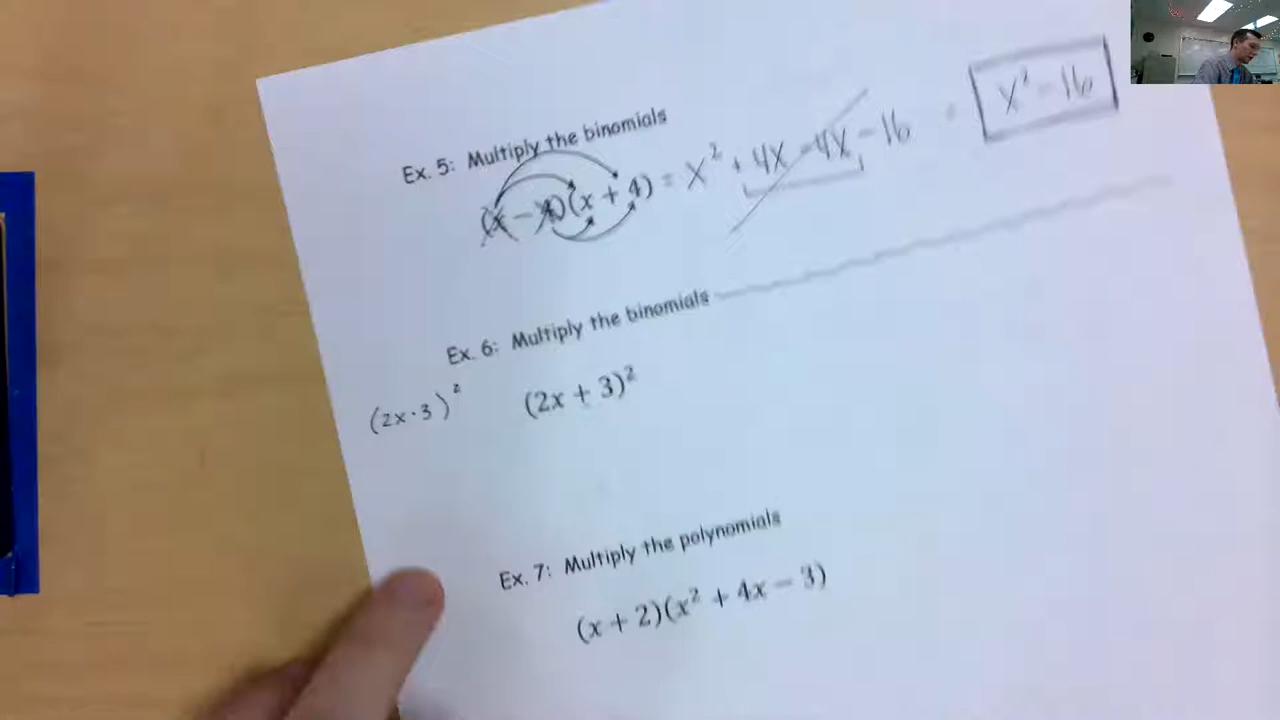 Ex. 5: Multiply the binomials
(x − 4)(x + 4) = x² + 4x − 4x − 16 = x² − 16
Ex. 6: Multiply the binomials
(2x·3)² (2x + 3)²
Ex. 7: Multiply the polynomials
(x + 2)(x² + 4x − 3)